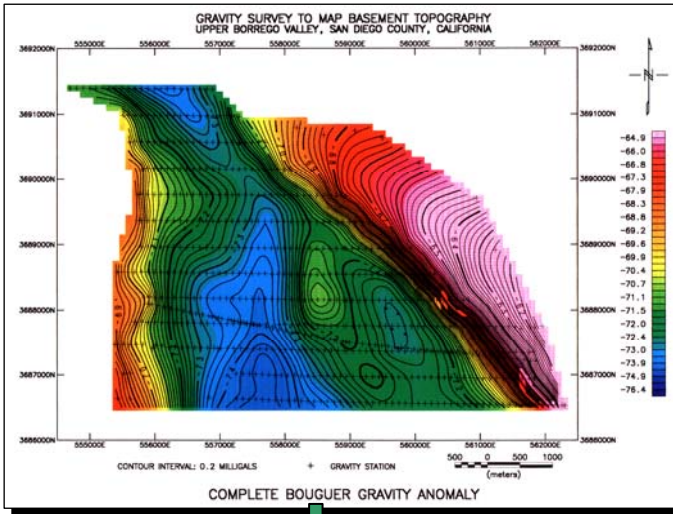 GRAVITY SURVEY TO MAP BASEMENT TOPOGRAPHY
UPPER BORREGO VALLEY, SAN DIEGO COUNTY, CALIFORNIA
555000E 556000E 557000E 558000E 559000E 560000E 561000E 562000E
3692000N 3692000N
3691000N 3691000N
3690000N 3690000N
3689000N 3689000N
3688000N 3688000N
3687000N 3687000N
3686000N 3686000N
555000E 556000E 557000E 558000E 559000E 560000E 561000E 562000E
N
-64.9
-66.0
-66.8
-67.3
-67.9
-68.3
-68.8
-69.2
-69.6
-69.9
-70.4
-70.7
-71.1
-71.5
-72.0
-72.4
-73.0
-73.9
-74.9
-76.4
CONTOUR INTERVAL: 0.2 MILLIGALS + GRAVITY STATION
500 0 500 1000
(meters)
COMPLETE BOUGUER GRAVITY ANOMALY